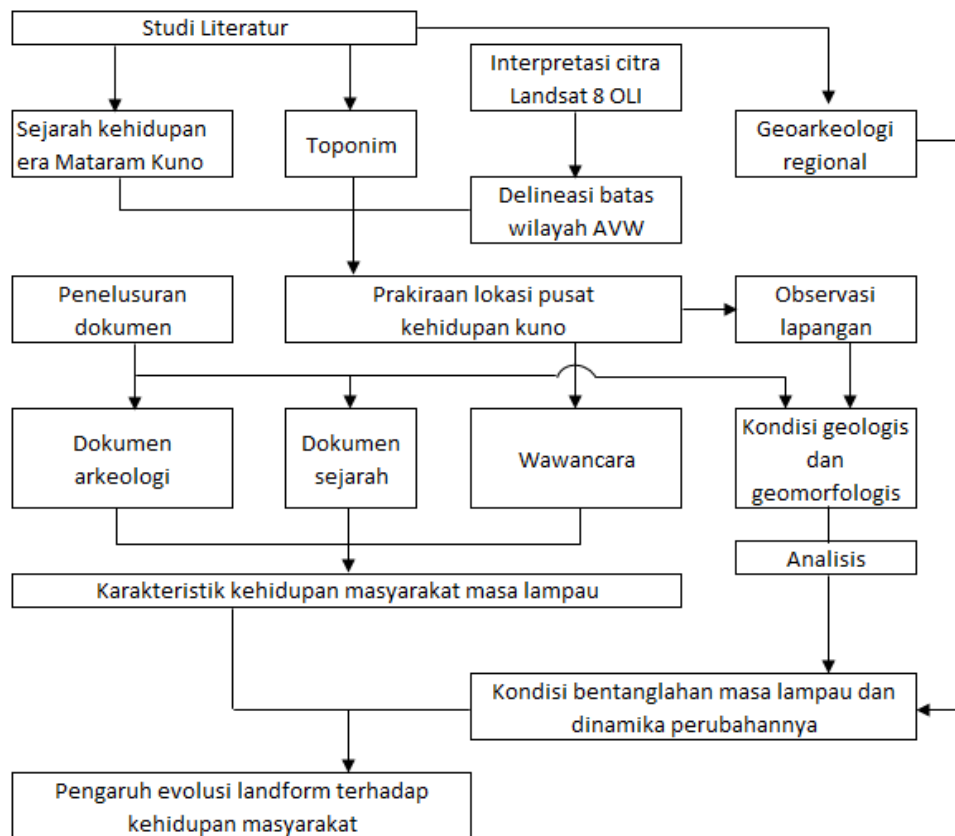 Studi Literatur
Interpretasi citra
Landsat 8 OLI
Sejarah kehidupan
era Mataram Kuno
Toponim
Geoarkeologi
regional
Delineasi batas
wilayah AVW
Penelusuran
dokumen
Prakiraan lokasi pusat
kehidupan kuno
Observasi
lapangan
Dokumen
arkeologi
Dokumen
sejarah
Wawancara
Kondisi geologis
dan
geomorfologis
Analisis
Karakteristik kehidupan masyarakat masa lampau
Kondisi bentanglahan masa lampau dan
dinamika perubahannya
Pengaruh evolusi landform terhadap
kehidupan masyarakat